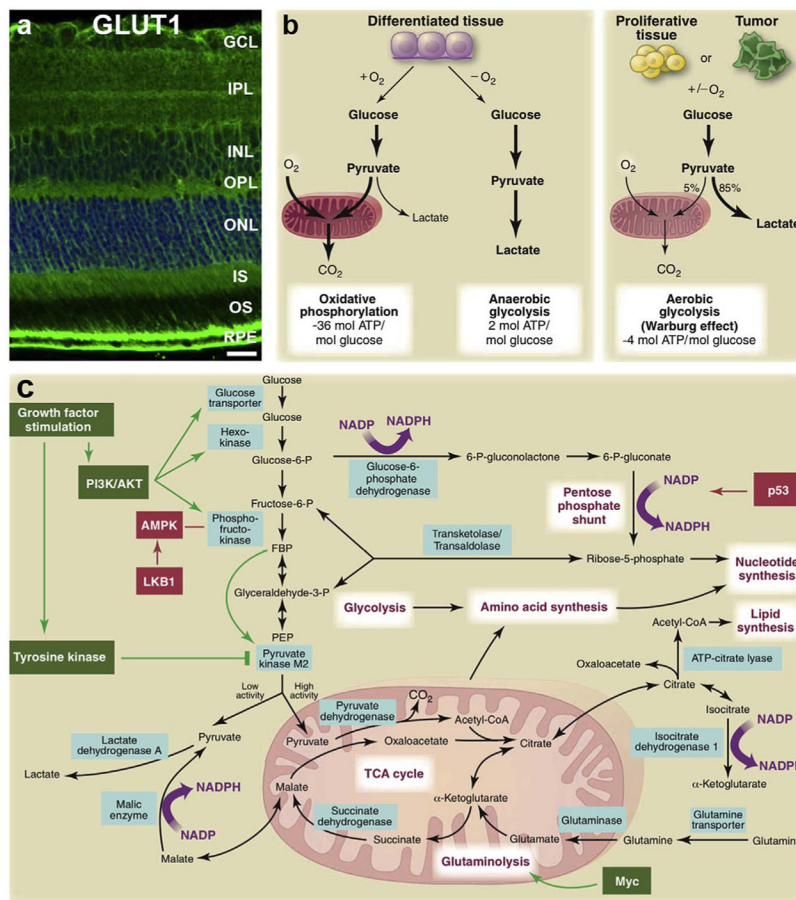 a
GLUT1
GCL
IPL
INL
OPL
ONL
IS
OS
RPE
b
Differentiated tissue
+O2
−O2
Glucose
Glucose
O2
Pyruvate
Pyruvate
Lactate
Lactate
CO2
Oxidative
phosphorylation
-36 mol ATP/
mol glucose
Anaerobic
glycolysis
2 mol ATP/
mol glucose
Proliferative
tissue
or
Tumor
+/−O2
Glucose
O2
Pyruvate
5%
85%
Lactate
CO2
Aerobic
glycolysis
(Warburg effect)
-4 mol ATP/mol glucose
c
Growth factor
stimulation
PI3K/AKT
AMPK
LKB1
Tyrosine kinase
Glucose
Glucose
transporter
Glucose
Hexo-
kinase
Glucose-6-P
Fructose-6-P
Phospho-
fructo-
kinase
FBP
Glyceraldehyde-3-P
PEP
Pyruvate
kinase M2
Low
activity
High
activity
NADP
NADPH
Glucose-6-
phosphate
dehydrogenase
6-P-gluconolactone
6-P-gluconate
Pentose
phosphate
shunt
NADP
NADPH
p53
Transketolase/
Transaldolase
Ribose-5-phosphate
Nucleotide
synthesis
Glycolysis
Amino acid synthesis
Acetyl-CoA
Lipid
synthesis
ATP-citrate lyase
Oxaloacetate
Citrate
Isocitrate
Isocitrate
dehydrogenase 1
NADP
NADPH
α-Ketoglutarate
Lactate
dehydrogenase A
Pyruvate
Lactate
Malic
enzyme
NADPH
NADP
Malate
CO2
Pyruvate
dehydrogenase
Pyruvate
Acetyl-CoA
Oxaloacetate
Citrate
TCA cycle
Malate
α-Ketoglutarate
Succinate
dehydrogenase
Succinate
Glutamate
Glutaminase
Glutamine
Glutamine
transporter
Glutamin
Glutaminolysis
Myc